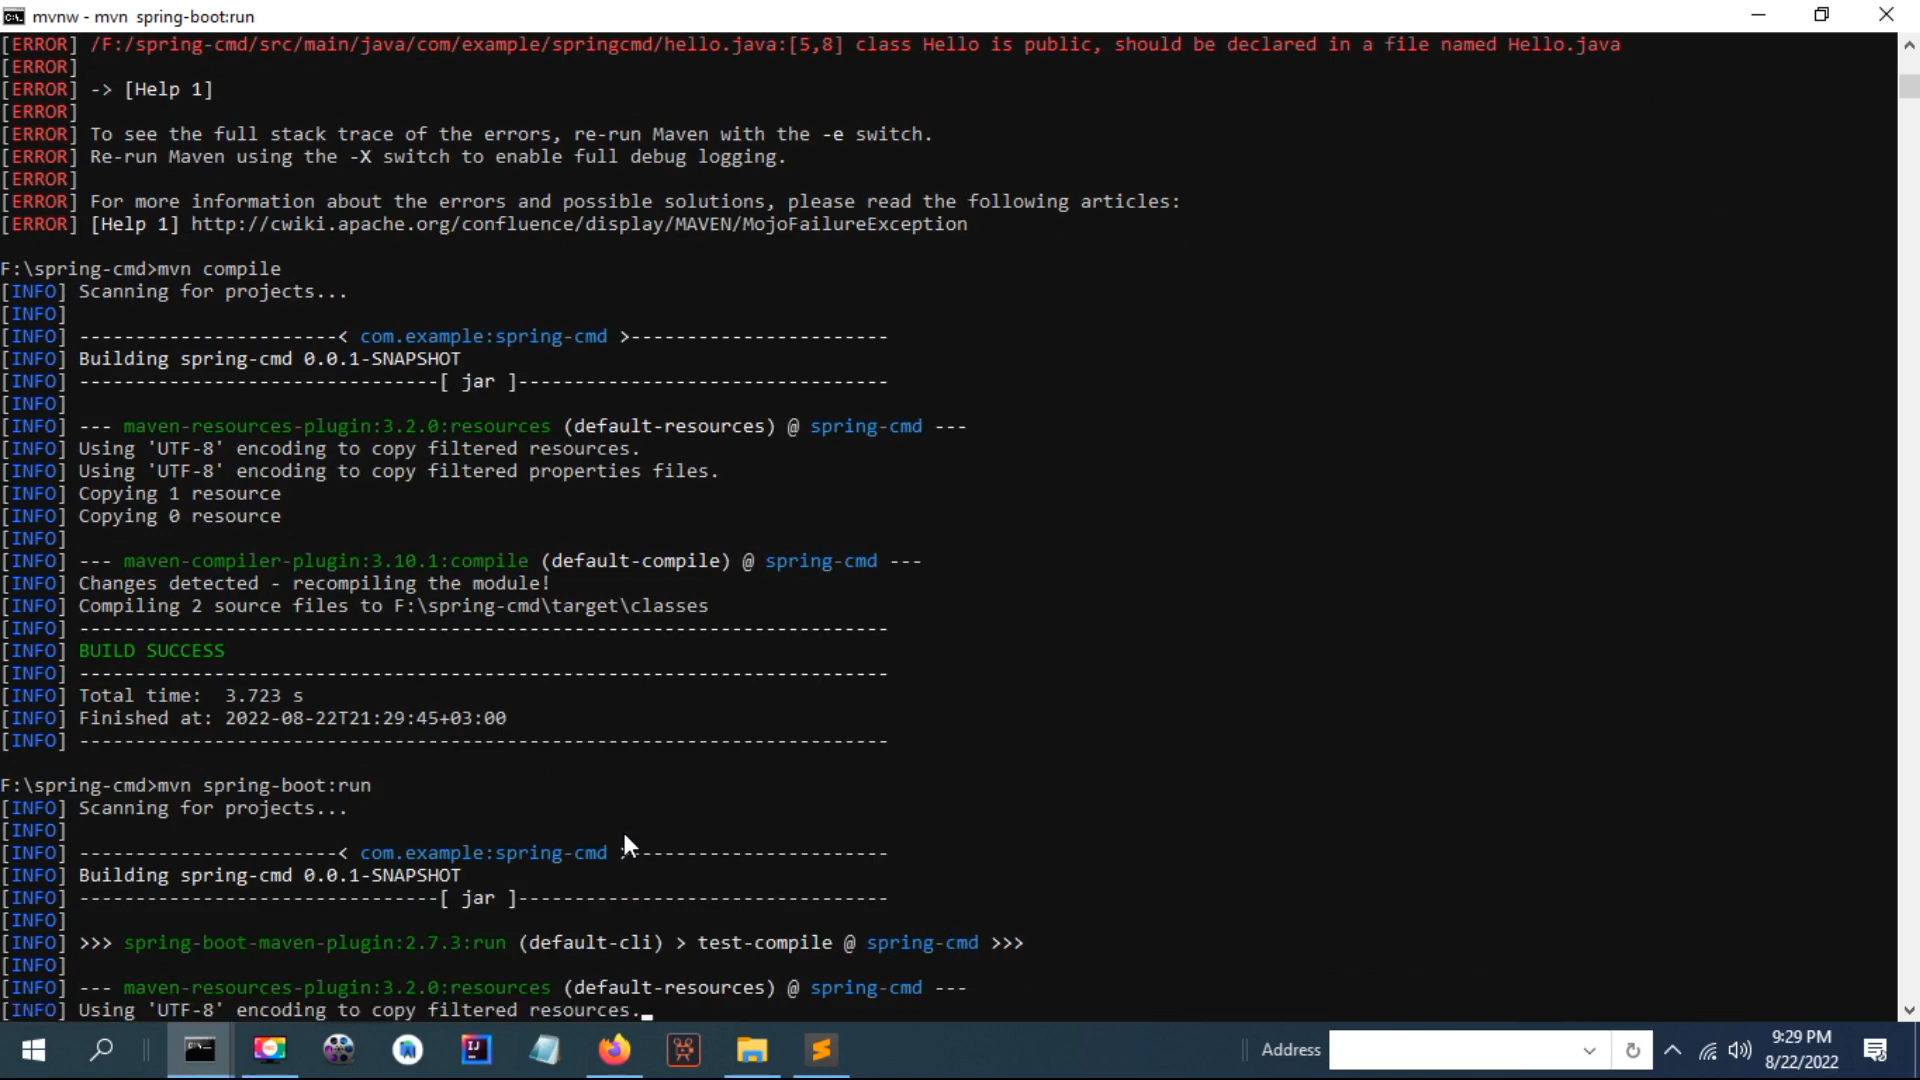 mvnw - mvn  spring-boot:run
[ERROR] /F:/spring-cmd/src/main/java/com/example/springcmd/hello.java:[5,8] class Hello is public, should be declared in a file named Hello.java
[ERROR]
[ERROR] -> [Help 1]
[ERROR]
[ERROR] To see the full stack trace of the errors, re-run Maven with the -e switch.
[ERROR] Re-run Maven using the -X switch to enable full debug logging.
[ERROR]
[ERROR] For more information about the errors and possible solutions, please read the following articles:
[ERROR] [Help 1] http://cwiki.apache.org/confluence/display/MAVEN/MojoFailureException
F:\spring-cmd>mvn compile
[INFO] Scanning for projects...
[INFO]
[INFO] -----------------------< com.example:spring-cmd >-----------------------
[INFO] Building spring-cmd 0.0.1-SNAPSHOT
[INFO] --------------------------------[ jar ]---------------------------------
[INFO]
[INFO] --- maven-resources-plugin:3.2.0:resources (default-resources) @ spring-cmd ---
[INFO] Using 'UTF-8' encoding to copy filtered resources.
[INFO] Using 'UTF-8' encoding to copy filtered properties files.
[INFO] Copying 1 resource
[INFO] Copying 0 resource
[INFO]
[INFO] --- maven-compiler-plugin:3.10.1:compile (default-compile) @ spring-cmd ---
[INFO] Changes detected - recompiling the module!
[INFO] Compiling 2 source files to F:\spring-cmd\target\classes
[INFO] ------------------------------------------------------------------------
[INFO] BUILD SUCCESS
[INFO] ------------------------------------------------------------------------
[INFO] Total time:  3.723 s
[INFO] Finished at: 2022-08-22T21:29:45+03:00
[INFO] ------------------------------------------------------------------------
F:\spring-cmd>mvn spring-boot:run
[INFO] Scanning for projects...
[INFO]
[INFO] -----------------------< com.example:spring-cmd >-----------------------
[INFO] Building spring-cmd 0.0.1-SNAPSHOT
[INFO] --------------------------------[ jar ]---------------------------------
[INFO]
[INFO] >>> spring-boot-maven-plugin:2.7.3:run (default-cli) > test-compile @ spring-cmd >>>
[INFO]
[INFO] --- maven-resources-plugin:3.2.0:resources (default-resources) @ spring-cmd ---
[INFO] Using 'UTF-8' encoding to copy filtered resources.
Address
9:29 PM
8/22/2022